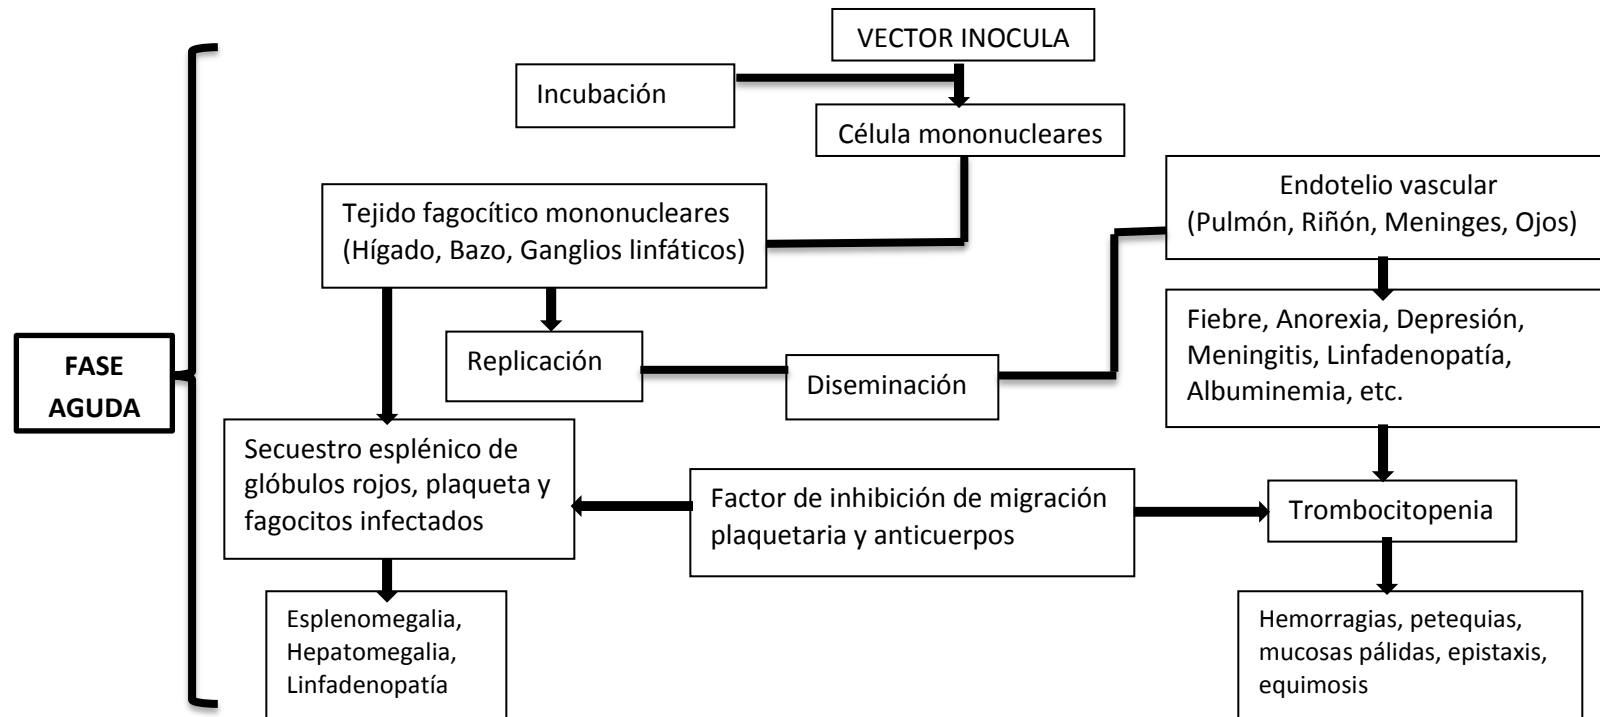 VECTOR INOCULA
Incubación
Célula mononucleares
Endotelio vascular
(Pulmón, Riñón, Meninges, Ojos)
Tejido fagocítico mononucleares
(Hígado, Bazo, Ganglios linfáticos)
Fiebre, Anorexia, Depresión,
Meningitis, Linfadenopatía,
Albuminemia, etc.
Replicación
Diseminación
FASE
AGUDA
Secuestro esplénico de
glóbulos rojos, plaqueta y
fagocitos infectados
Factor de inhibición de migración
plaquetaria y anticuerpos
Trombocitopenia
Esplenomegalia,
Hepatomegalia,
Linfadenopatía
Hemorragias, petequias,
mucosas pálidas, epistaxis,
equimosis